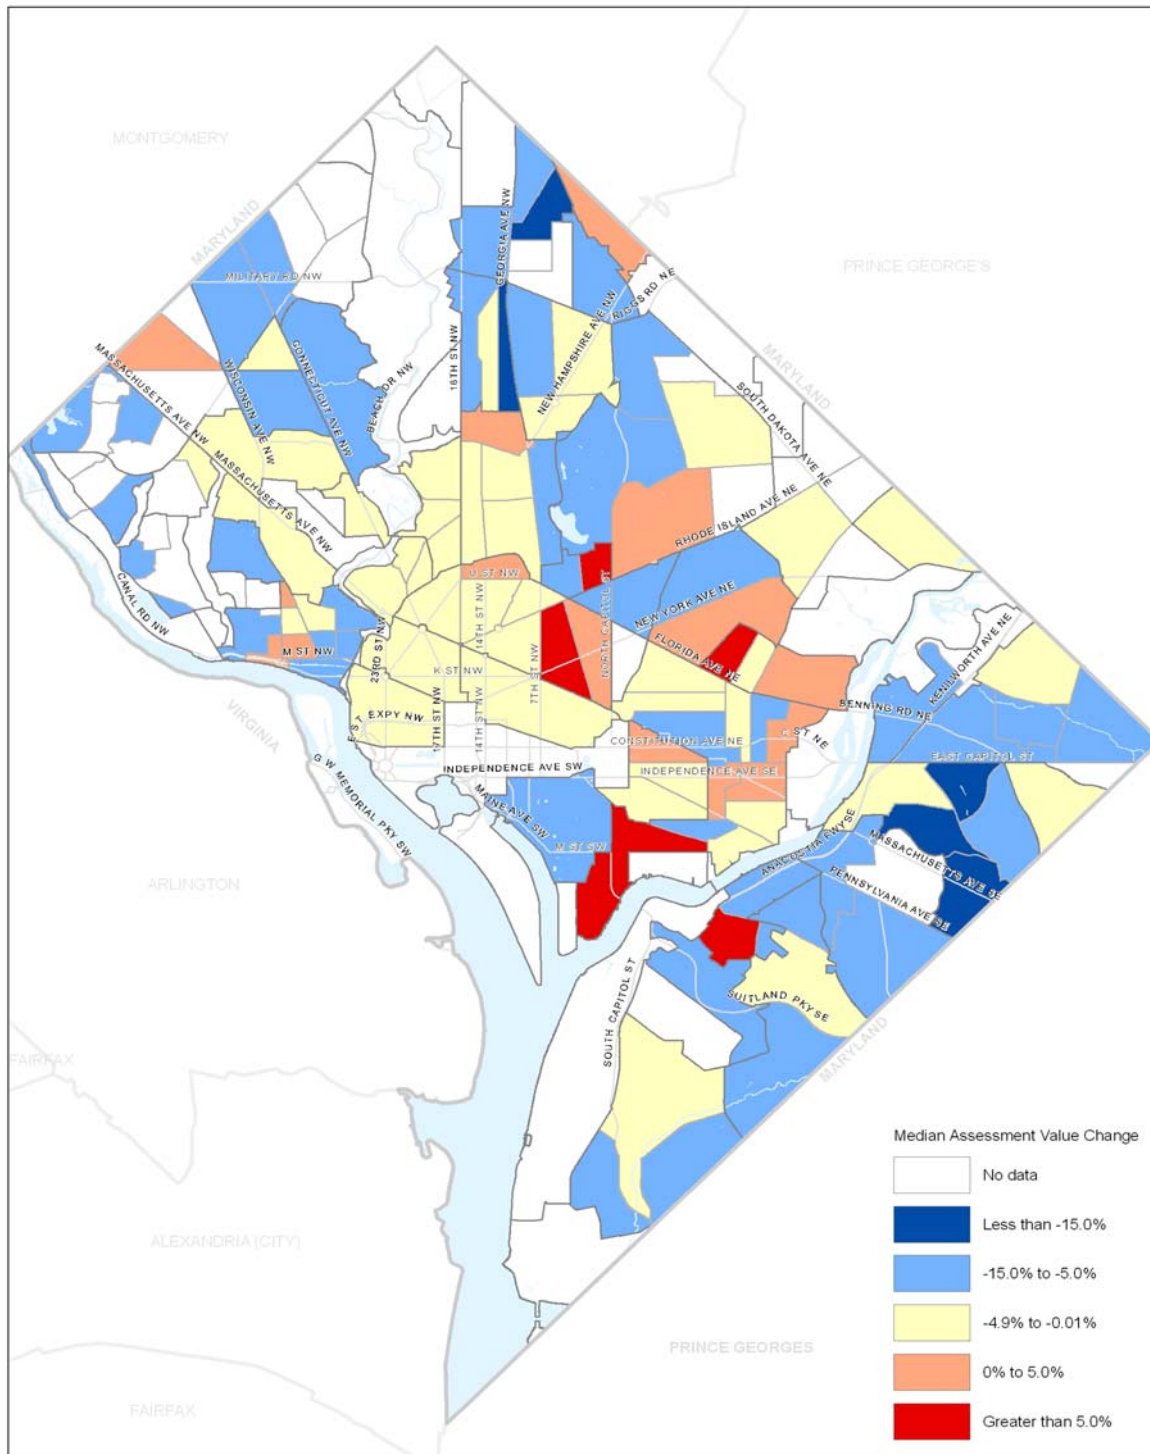 MONTGOMERY
MARYLAND
GEORGIA AVE NW
PRINCE GEORGE'S
MILITARY RD NW
RIGGS RD NE
16TH ST NW
NEW HAMPSHIRE AVE NW
MASSACHUSETTS AVE NW
WISCONSIN AVE NW
CONNECTICUT AVE NW
BEACH DR NW
MARYLAND
SOUTH DAKOTA AVE NE
MASSACHUSETTS AVE NW
RHODE ISLAND AVE NE
CANAL RD NW
U ST NW
NORTH CAPITOL ST
NEW YORK AVE NE
14TH ST NW
FLORIDA AVE NE
KENILWORTH AVE NE
M ST NW
23RD ST NW
K ST NW
7TH ST NW
BENNING RD NE
VIRGINIA
E ST EXPY NW
17TH ST NW
14TH ST NW
CONSTITUTION AVE NE
C ST NE
EAST CAPITOL ST
G W MEMORIAL PKY SW
INDEPENDENCE AVE SW
INDEPENDENCE AVE SE
MAINE AVE SW
M ST SW
ANACOSTIA FWY SE
MASSACHUSETTS AVE SE
PENNSYLVANIA AVE SE
ARLINGTON
SOUTH CAPITOL ST
SUITLAND PKY SE
MARYLAND
FAIRFAX
Median Assessment Value Change
No data
Less than -15.0%
ALEXANDRIA (CITY)
-15.0% to -5.0%
-4.9% to -0.01%
PRINCE GEORGES
0% to 5.0%
FAIRFAX
Greater than 5.0%